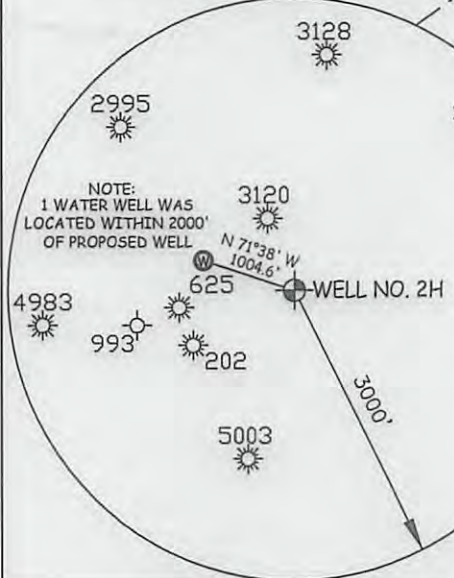 3128
2995
NOTE:
1 WATER WELL WAS
LOCATED WITHIN 2000'
OF PROPOSED WELL
3120
N 71°38' W
1004.6'
W
625
WELL NO. 2H
4983
993
202
3000'
5003